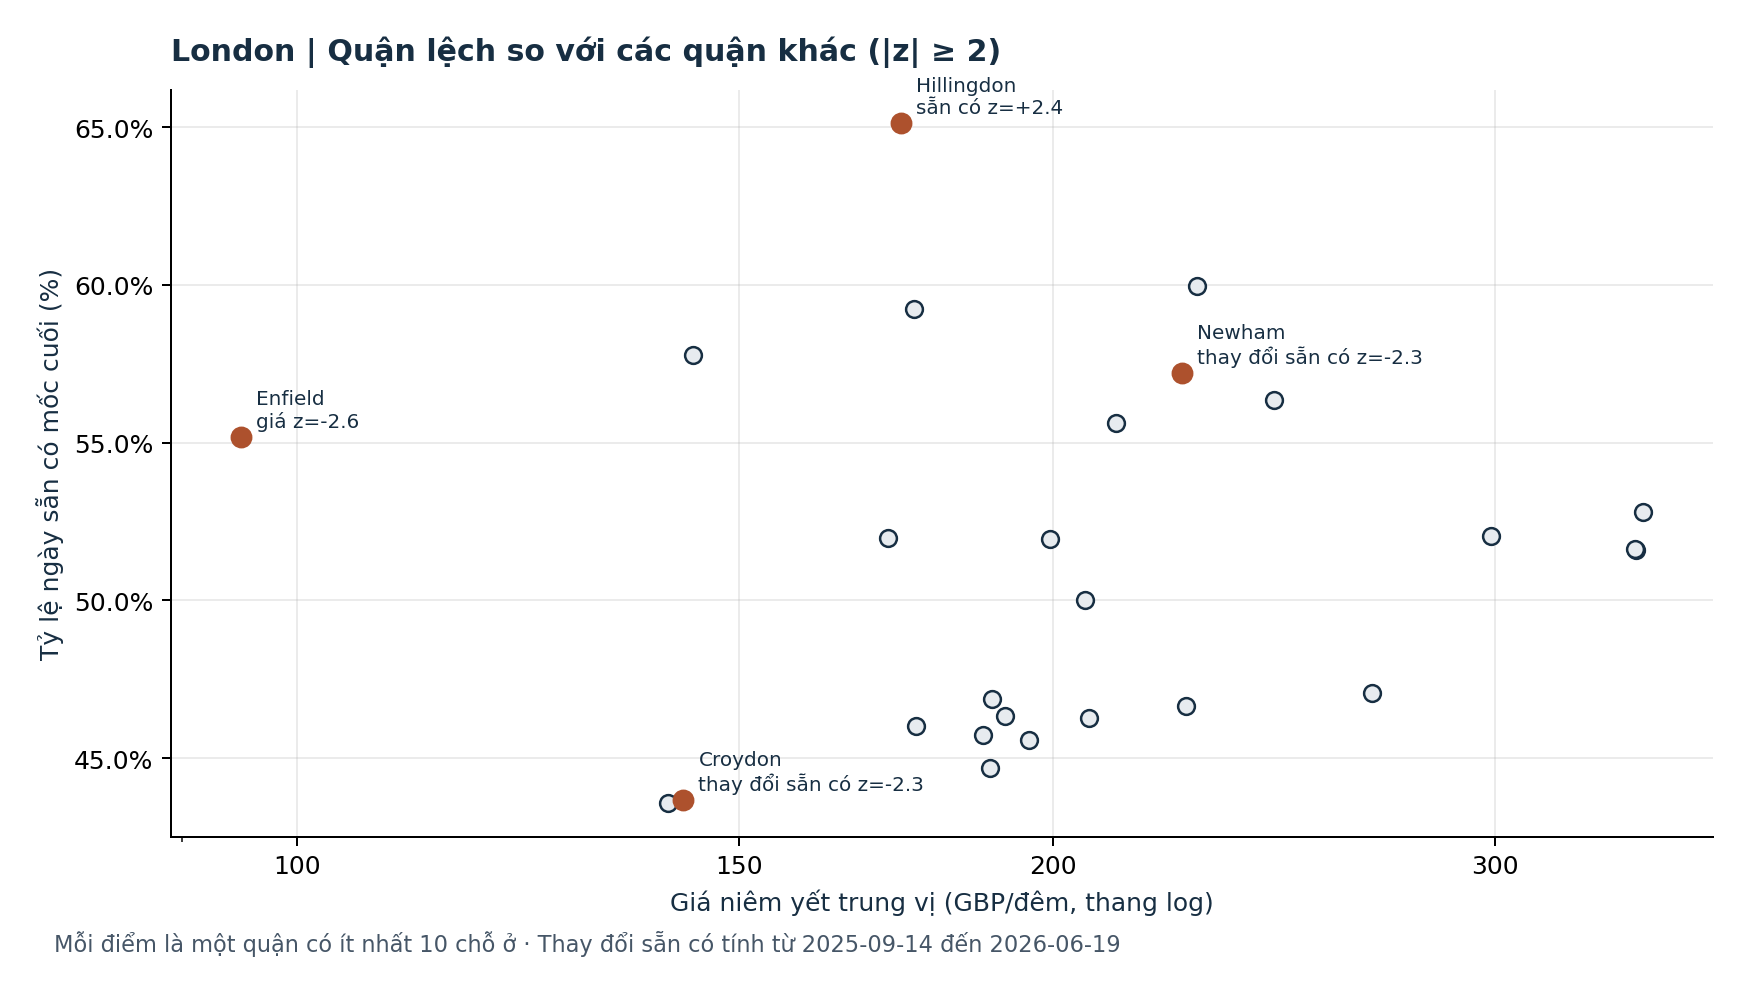 London | Quận lệch so với các quận khác (|z| ≥ 2)
Hillingdon
sẵn có z=+2.4
65.0%
60.0%
Newham
thay đổi sẵn có z=-2.3
Enfield
giá z=-2.6
55.0%
50.0%
45.0%
Croydon
thay đổi sẵn có z=-2.3
Tỷ lệ ngày sẵn có mốc cuối (%)
100
150
200
300
Giá niêm yết trung vị (GBP/đêm, thang log)
Mỗi điểm là một quận có ít nhất 10 chỗ ở · Thay đổi sẵn có tính từ 2025-09-14 đến 2026-06-19